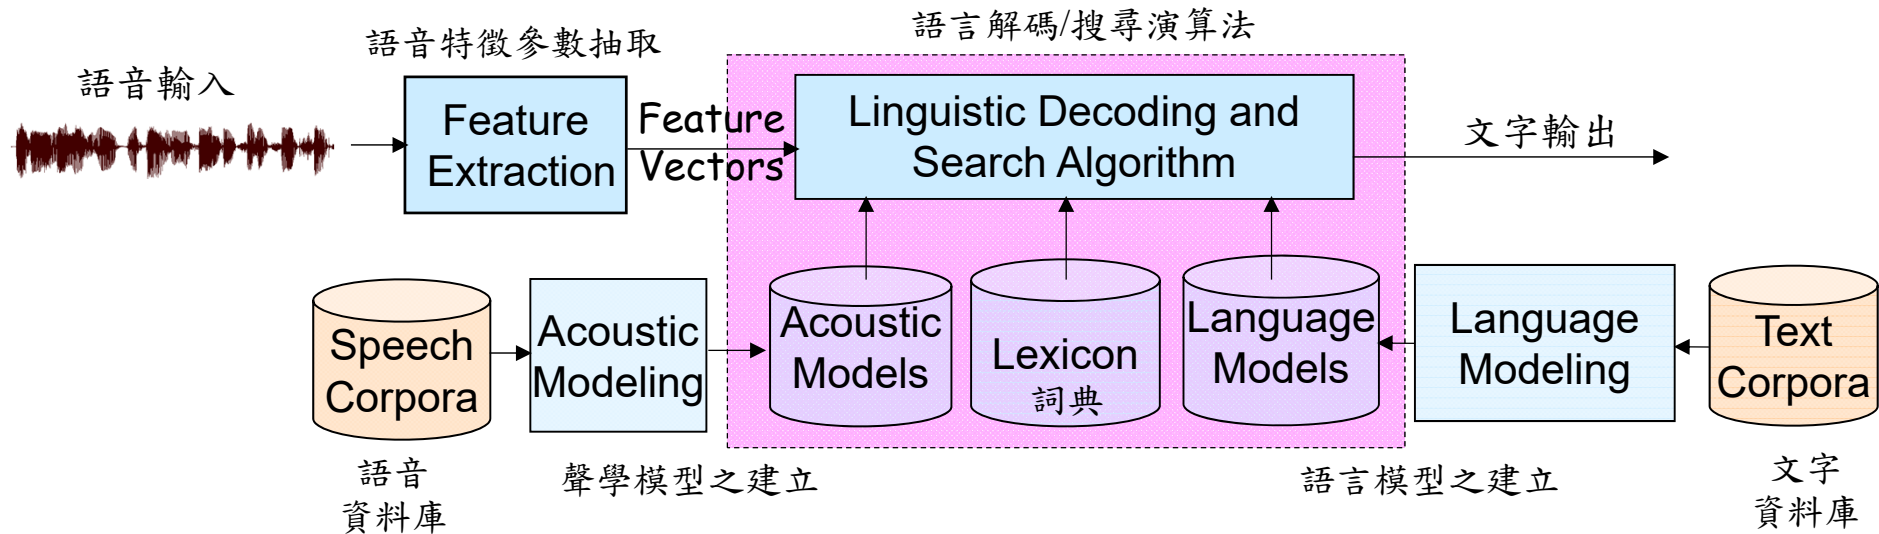 語言解碼/搜尋演算法
語音特徵參數抽取
語音輸入
Feature
Extraction
Feature
Vectors
Linguistic Decoding and
Search Algorithm
文字輸出
Speech
Corpora
Acoustic
Modeling
Acoustic
Models
Lexicon
詞典
Language
Models
Language
Modeling
Text
Corpora
語音
資料庫
聲學模型之建立
語言模型之建立
文字
資料庫